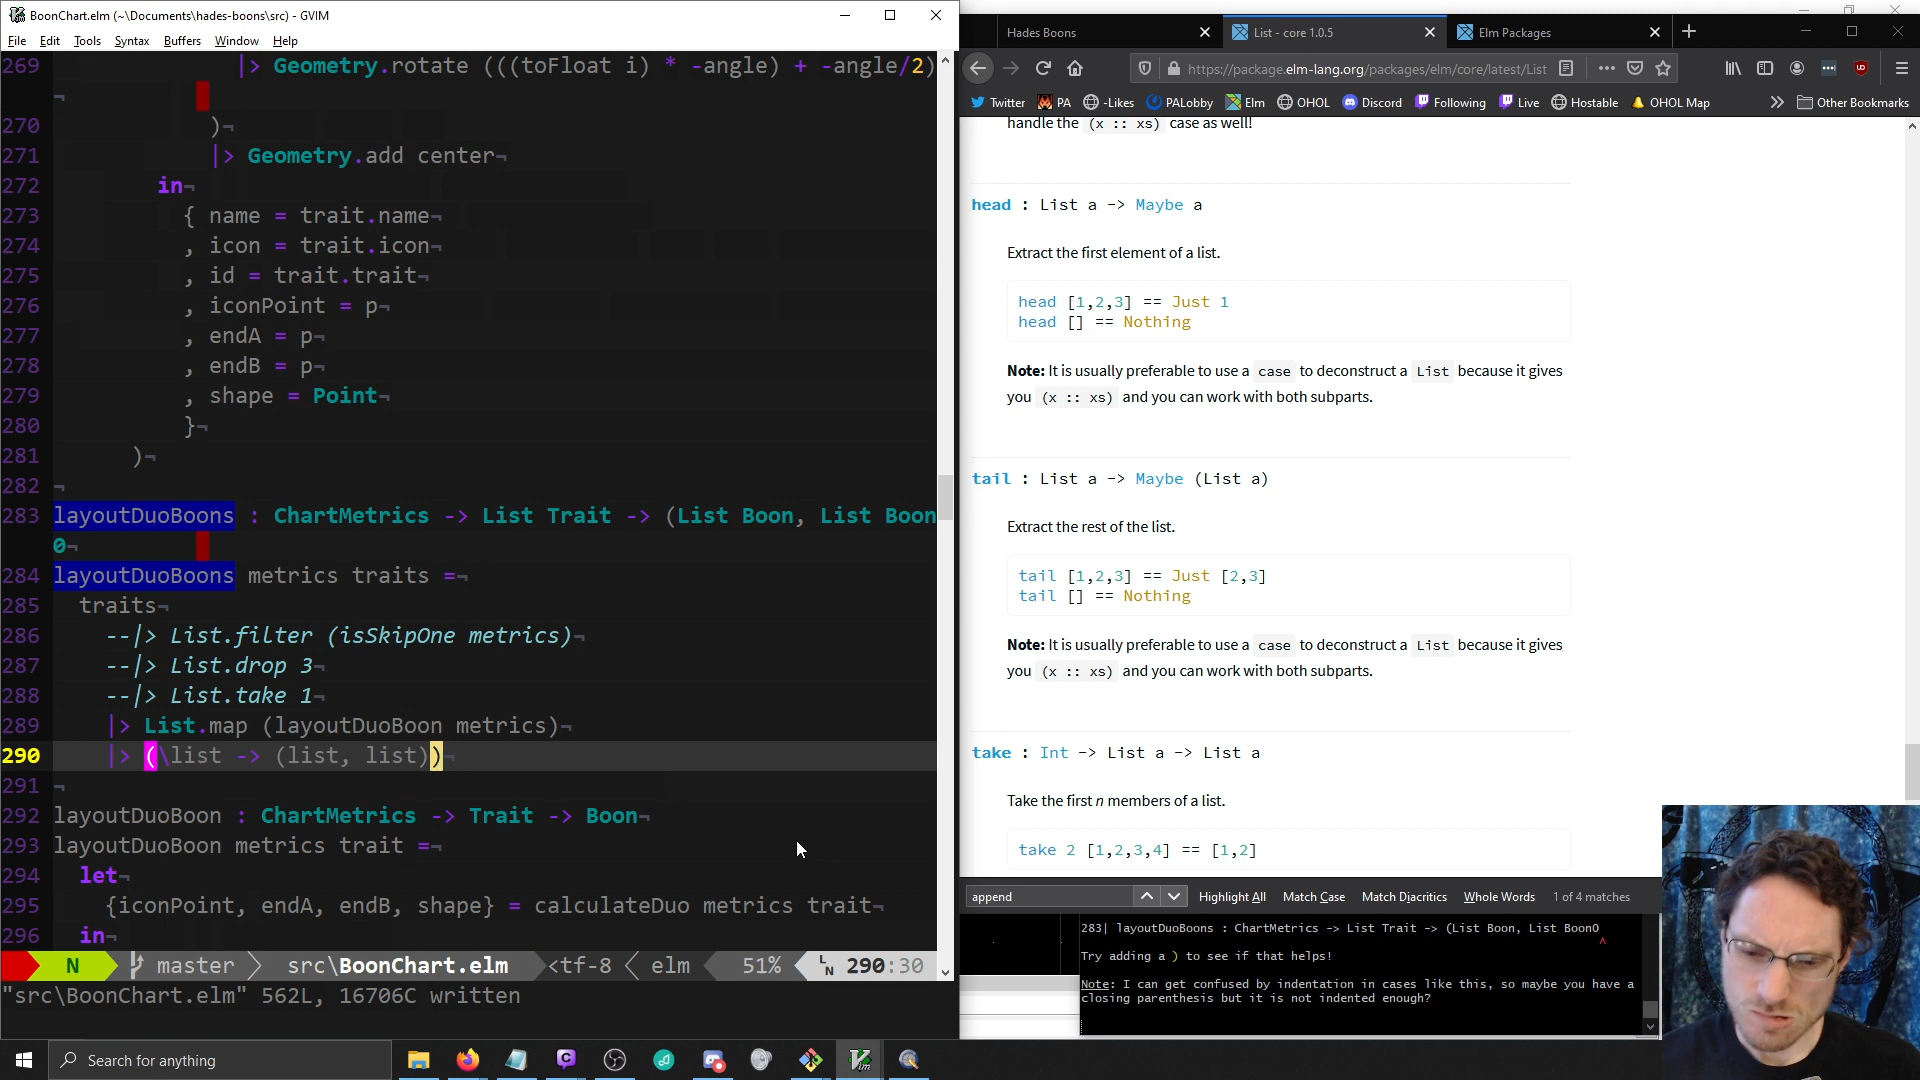 BoonChart.elm (~\Documents\hades-boons\src) - GVIM
File Edit Tools Syntax Buffers Window Help
269 |> Geometry.rotate (((toFloat i) * -angle) + -angle/2)
¬
270 )¬
271 |> Geometry.add center¬
272 in¬
273 { name = trait.name¬
274 , icon = trait.icon¬
275 , id = trait.trait¬
276 , iconPoint = p¬
277 , endA = p¬
278 , endB = p¬
279 , shape = Point¬
280 }¬
281 )¬
282 ¬
283 layoutDuoBoons : ChartMetrics -> List Trait -> (List Boon, List Boon
0¬
284 layoutDuoBoons metrics traits =¬
285 traits¬
286 --|> List.filter (isSkipOne metrics)¬
287 --|> List.drop 3¬
288 --|> List.take 1¬
289 |> List.map (layoutDuoBoon metrics)¬
290 |> (\list -> (list, list))¬
291 ¬
292 layoutDuoBoon : ChartMetrics -> Trait -> Boon¬
293 layoutDuoBoon metrics trait =¬
294 let¬
295 {iconPoint, endA, endB, shape} = calculateDuo metrics trait¬
296 in¬
N master src\BoonChart.elm <tf-8 elm 51% LN 290:30
"src\BoonChart.elm" 562L, 16706C written
Hades Boons
List - core 1.0.5
Elm Packages
https://package.elm-lang.org/packages/elm/core/latest/List
Twitter PA -Likes PALobby Elm OHOL Discord Following Live Hostable OHOL Map Other Bookmarks
handle the (x :: xs) case as well!
head : List a -> Maybe a
Extract the first element of a list.
head [1,2,3] == Just 1
head [] == Nothing
Note: It is usually preferable to use a case to deconstruct a List because it gives
you (x :: xs) and you can work with both subparts.
tail : List a -> Maybe (List a)
Extract the rest of the list.
tail [1,2,3] == Just [2,3]
tail [] == Nothing
Note: It is usually preferable to use a case to deconstruct a List because it gives
you (x :: xs) and you can work with both subparts.
take : Int -> List a -> List a
Take the first n members of a list.
take 2 [1,2,3,4] == [1,2]
append Highlight All Match Case Match Diacritics Whole Words 1 of 4 matches
283| layoutDuoBoons : ChartMetrics -> List Trait -> (List Boon, List Boon0
^
Try adding a ) to see if that helps!
Note: I can get confused by indentation in cases like this, so maybe you have a
closing parenthesis but it is not indented enough?
Search for anything